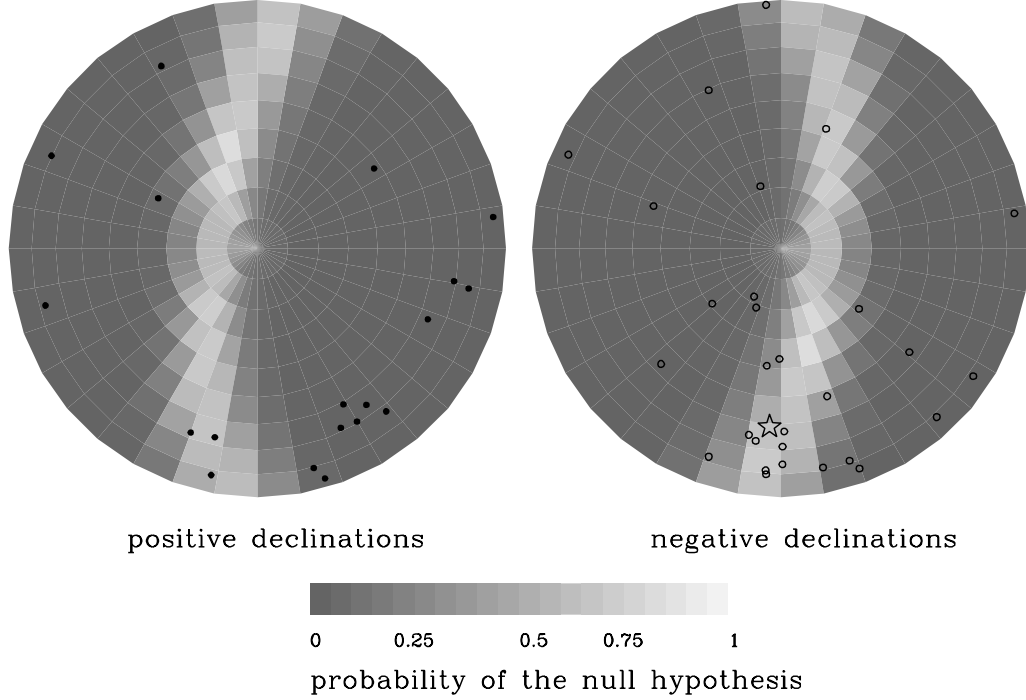 positive declinations
negative declinations
0 0.25 0.5 0.75 1
probability of the null hypothesis